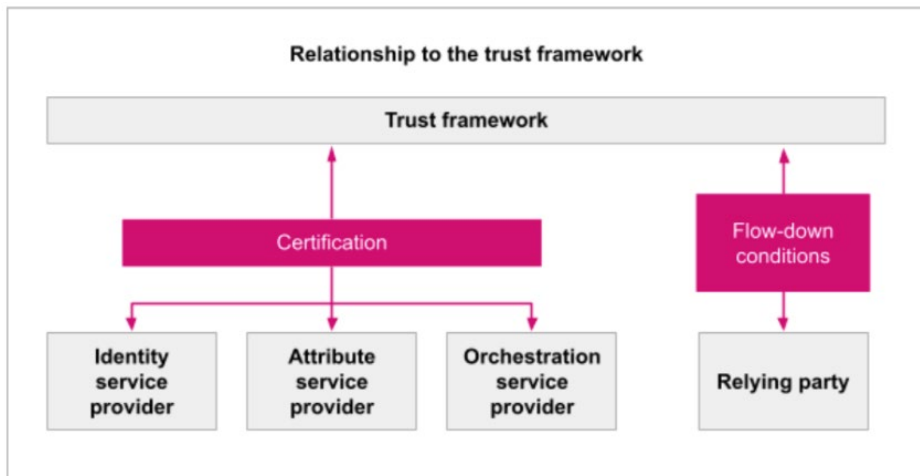 Relationship to the trust framework
Trust framework
Certification
Flow-down
conditions
Identity
service
provider
Attribute
service
provider
Orchestration
service
provider
Relying party